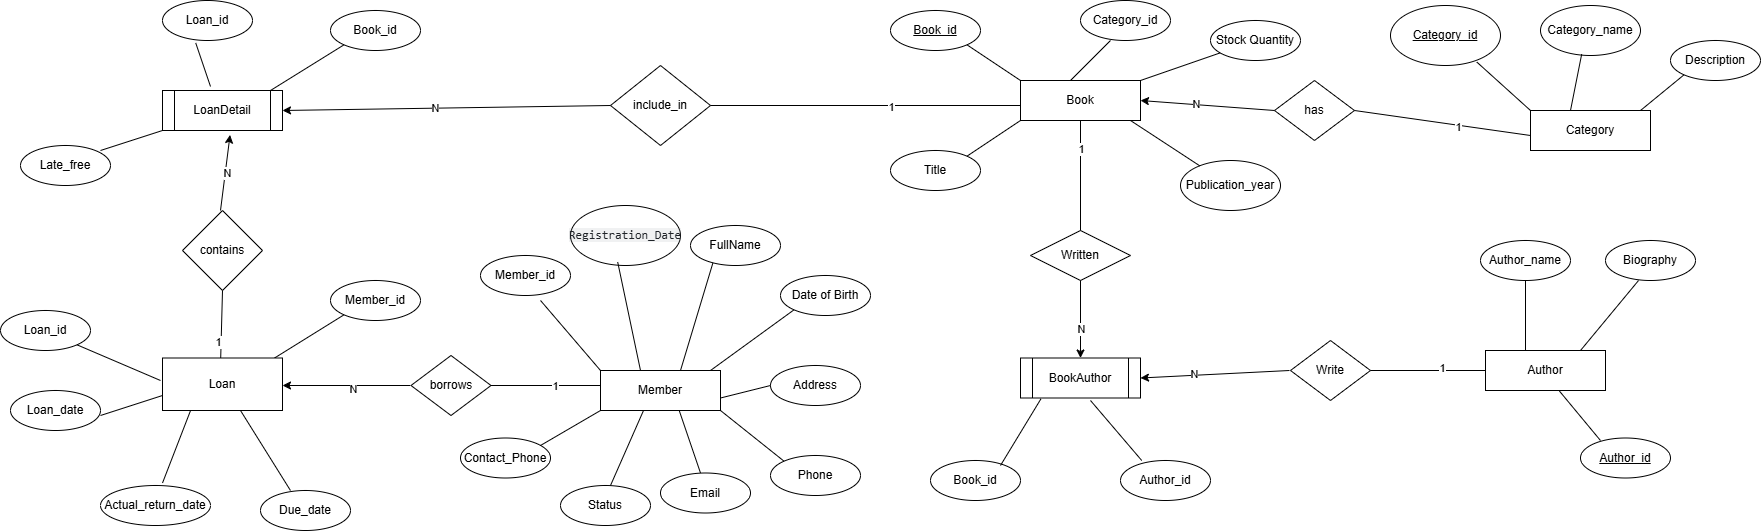 Loan_id
Book_id
LoanDetail
Late_free
N
include_in
1
Book_id
Category_id
Stock Quantity
Book
Title
Publication_year
N
has
1
Category_id
Category_name
Description
Category
N
contains
1
Loan_id
Member_id
Loan
Loan_date
Actual_return_date
Due_date
N
borrows
1
Member_id
Registration_Date
FullName
Date of Birth
Member
Address
Contact_Phone
Status
Email
Phone
1
Written
N
BookAuthor
Book_id
Author_id
N
Write
1
Author_name
Biography
Author
Author_id